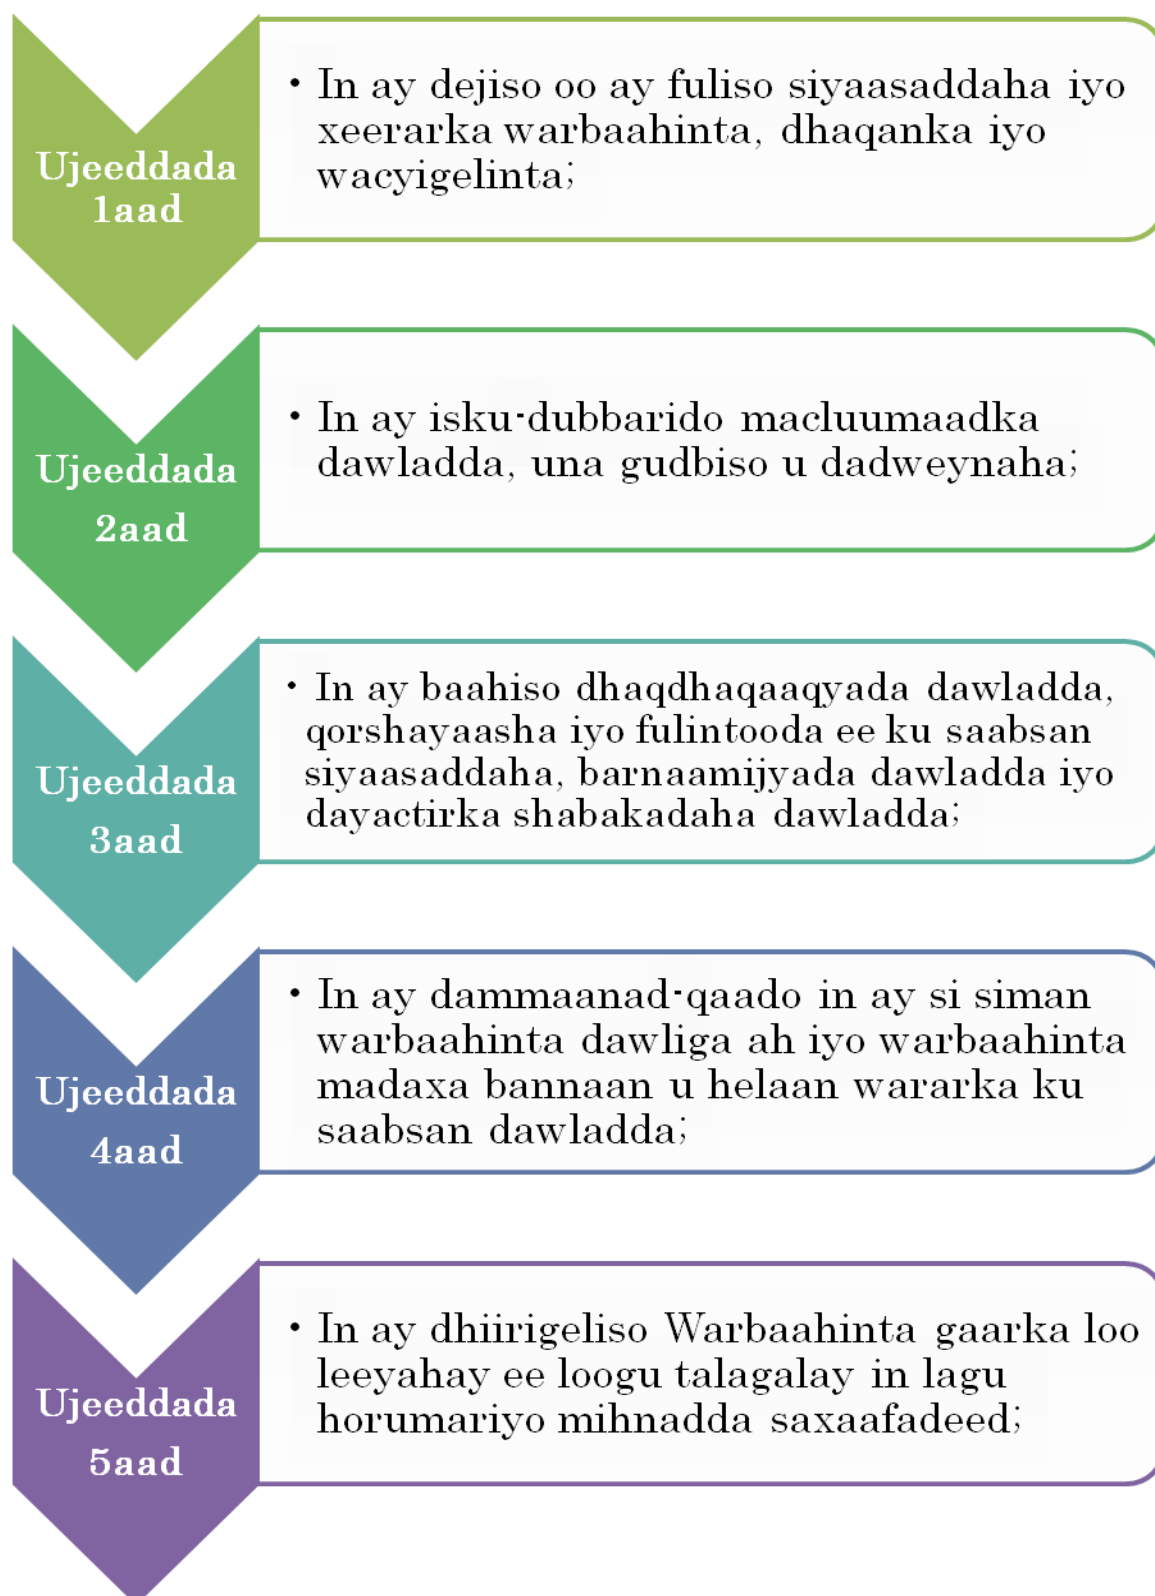 Ujeeddada
1aad
• In ay dejiso oo ay fuliso siyaasaddaha iyo
xeerarka warbaahinta, dhaqanka iyo
wacyigelinta;
Ujeeddada
2aad
• In ay isku-dubbarido macluumaadka
dawladda, una gudbiso u dadweynaha;
Ujeeddada
3aad
• In ay baahiso dhaqdhaqaaqyada dawladda,
qorshayaasha iyo fulintooda ee ku saabsan
siyaasaddaha, barnaamijyada dawladda iyo
dayactirka shabakadaha dawladda;
Ujeeddada
4aad
• In ay dammaanad-qaado in ay si siman
warbaahinta dawliga ah iyo warbaahinta
madaxa bannaan u helaan wararka ku
saabsan dawladda;
Ujeeddada
5aad
• In ay dhiirigeliso Warbaahinta gaarka loo
leeyahay ee loogu talagalay in lagu
horumariyo mihnadda saxaafadeed;